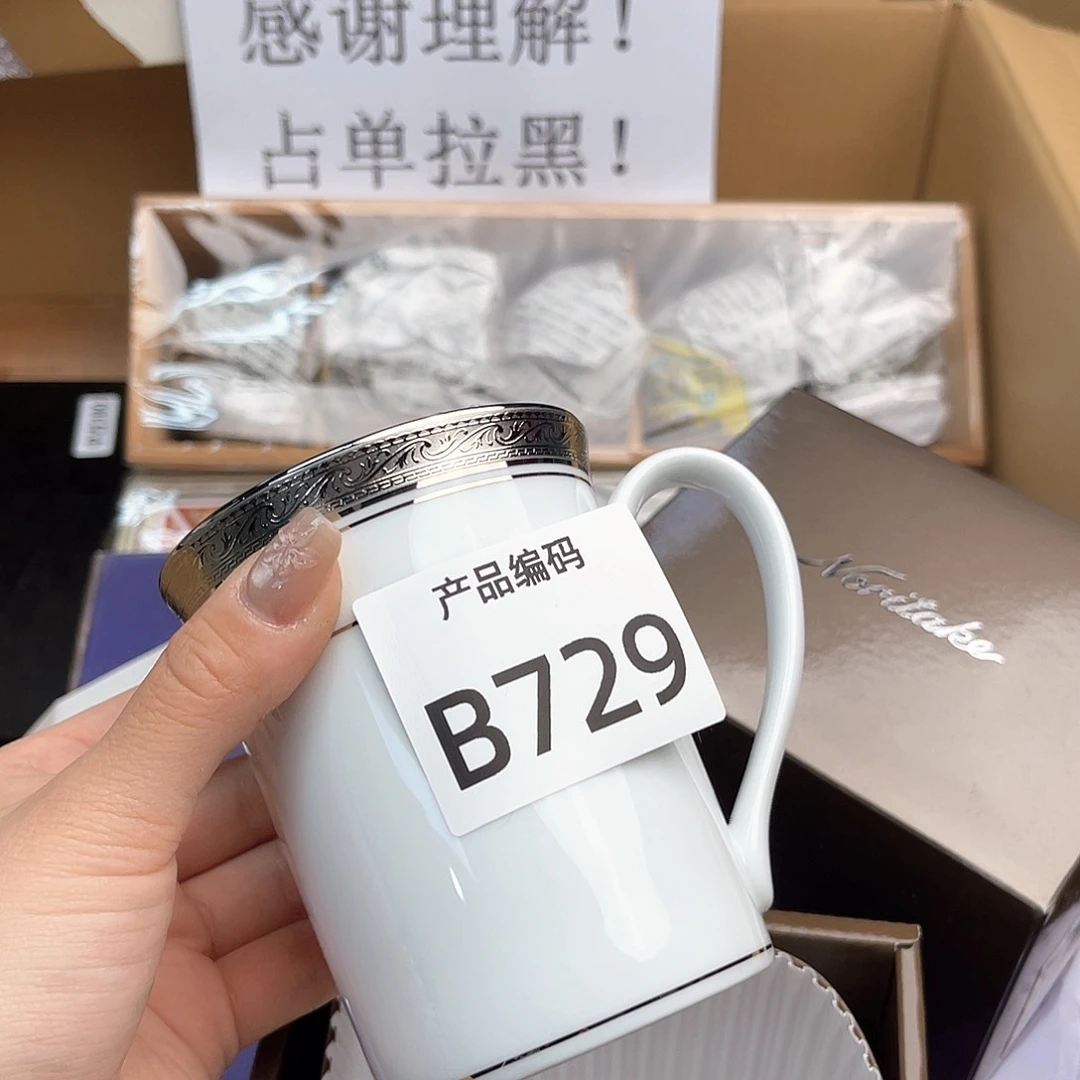 感谢理解！
占单拉黑！
产品编码
B729
Noritake